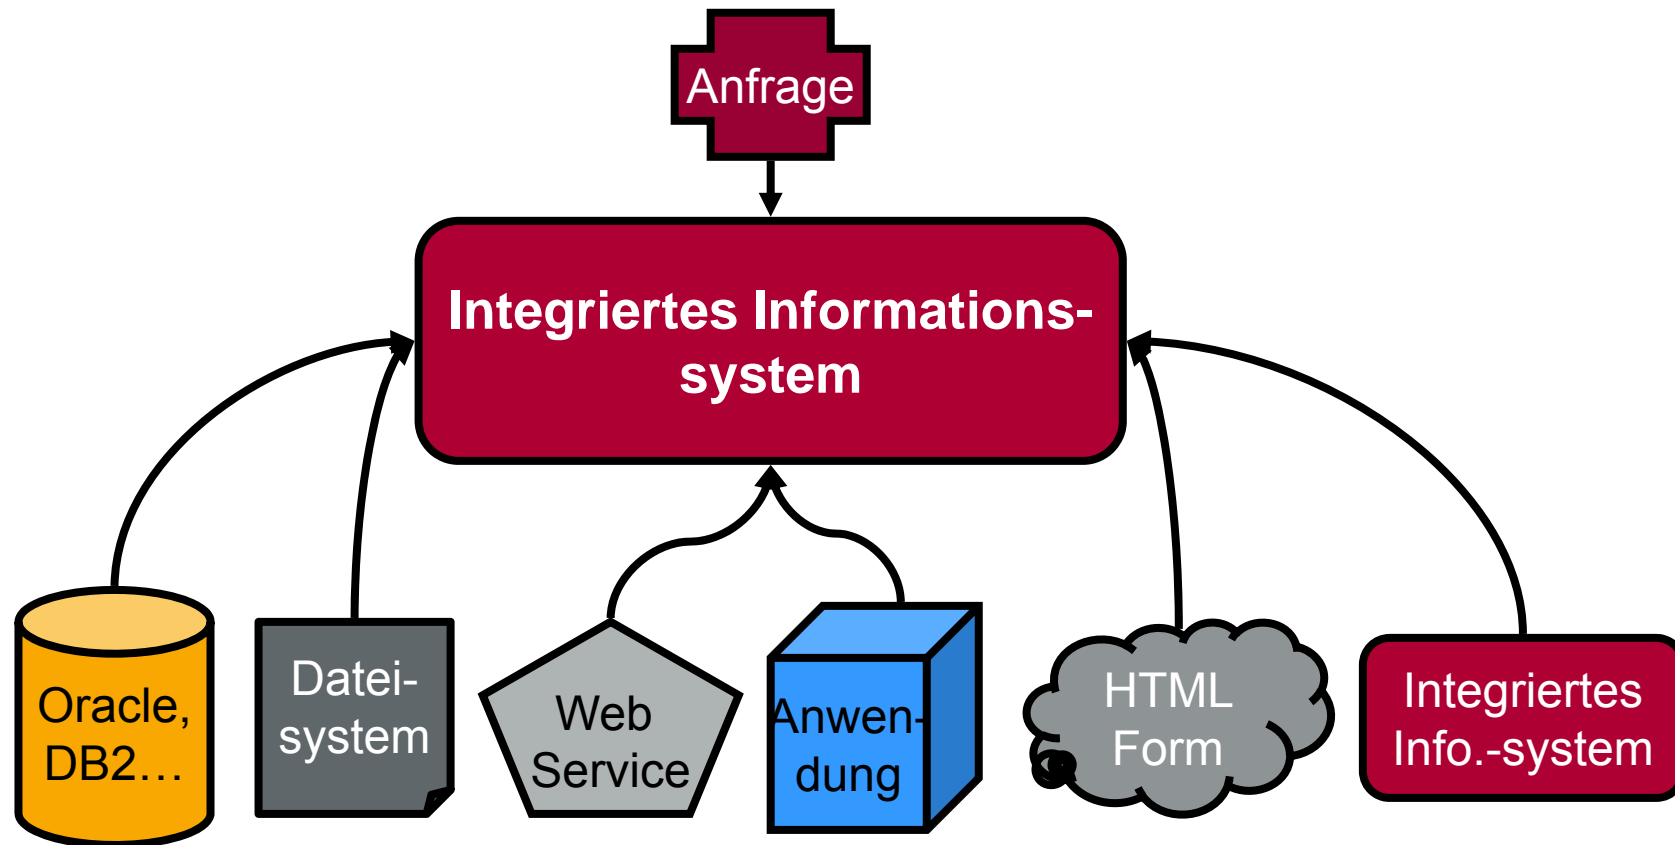 Anfrage
Integriertes Informations-
system
Oracle,
DB2…
Datei-
system
Web
Service
Anwen-
dung
HTML
Form
Integriertes
Info.-system